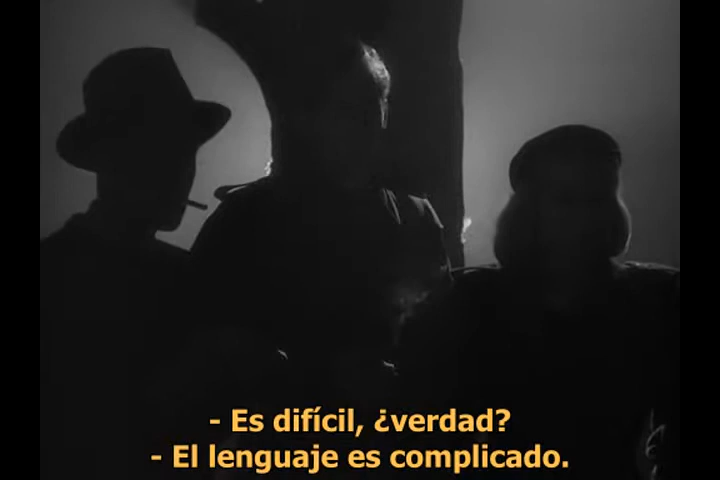 - Es difícil, ¿verdad?
- El lenguaje es complicado.